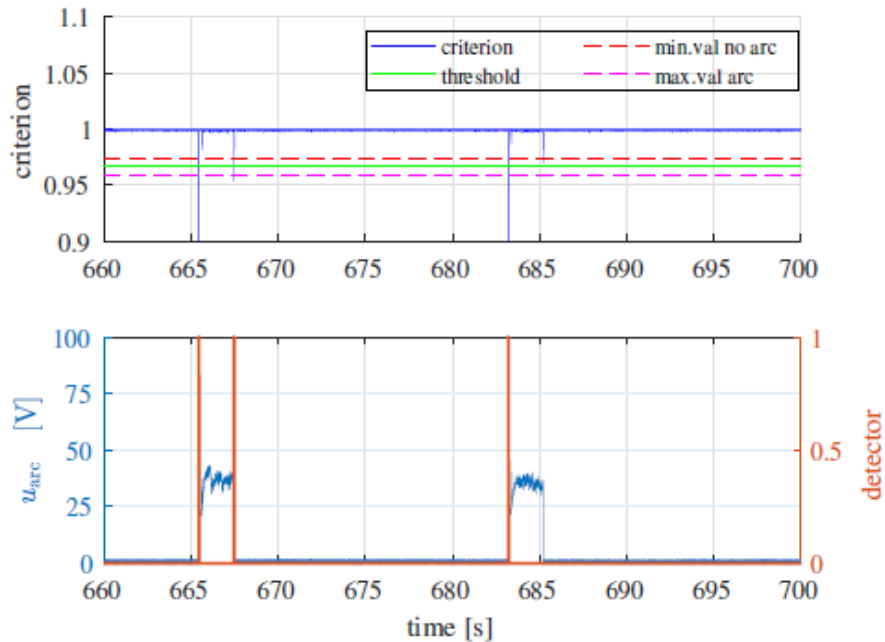 1.1
criterion min.val no arc
threshold max.val arc
1.05
1
0.95
0.9
criterion
660 665 670 675 680 685 690 695 700
100 1
75
50 0.5
25
0 0
u_arc [V]
detector
660 665 670 675 680 685 690 695 700
time [s]